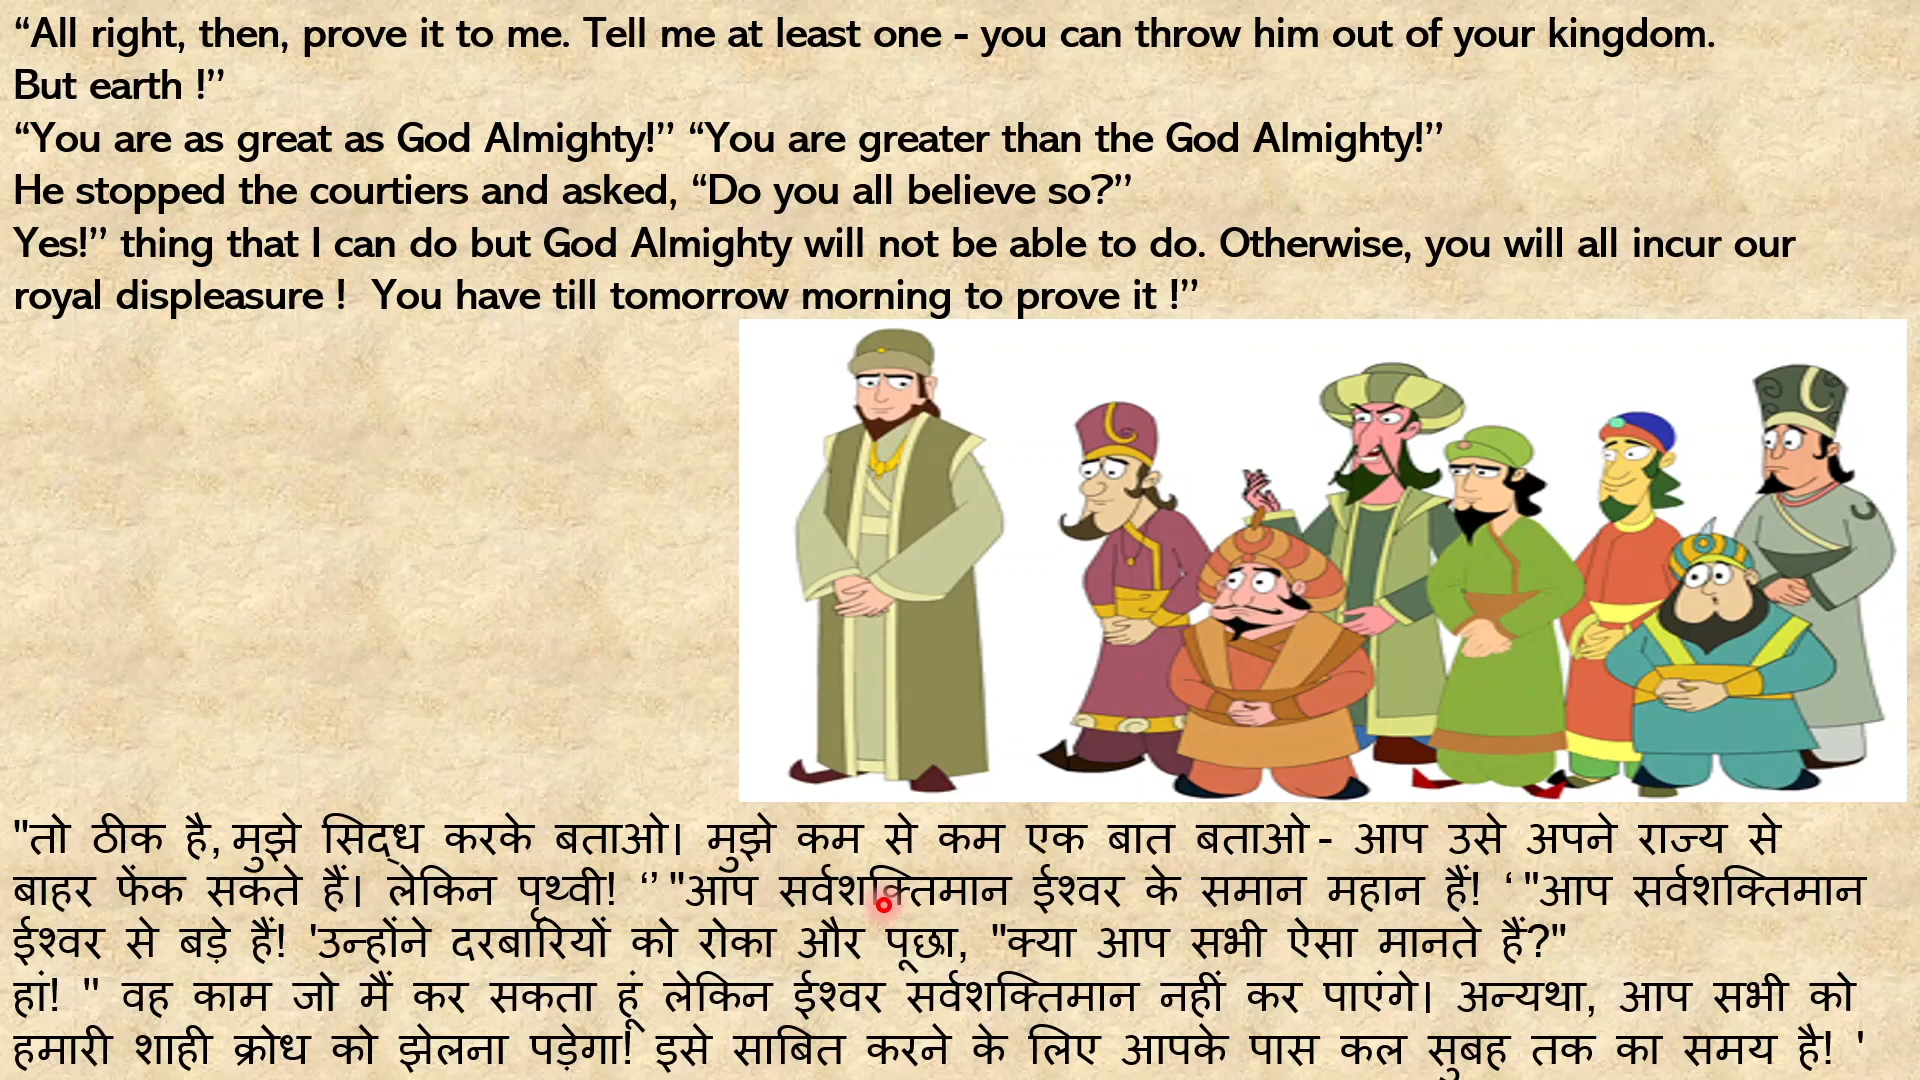 “All right, then, prove it to me. Tell me at least one - you can throw him out of your kingdom.
But earth !”
“You are as great as God Almighty!” “You are greater than the God Almighty!”
He stopped the courtiers and asked, “Do you all believe so?”
Yes!” thing that I can do but God Almighty will not be able to do. Otherwise, you will all incur our
royal displeasure ! You have till tomorrow morning to prove it !”
"तो ठीक है, मुझे सिद्ध करके बताओ। मुझे कम से कम एक बात बताओ - आप उसे अपने राज्य से
बाहर फेंक सकते हैं। लेकिन पृथ्वी! ‘’ "आप सर्वशक्तिमान ईश्वर के समान महान हैं! ‘ "आप सर्वशक्तिमान
ईश्वर से बड़े हैं! 'उन्होंने दरबारियों को रोका और पूछा, "क्या आप सभी ऐसा मानते हैं?"
हां! " वह काम जो मैं कर सकता हूं लेकिन ईश्वर सर्वशक्तिमान नहीं कर पाएंगे। अन्यथा, आप सभी को
हमारी शाही क्रोध को झेलना पड़ेगा! इसे साबित करने के लिए आपके पास कल सुबह तक का समय है! '